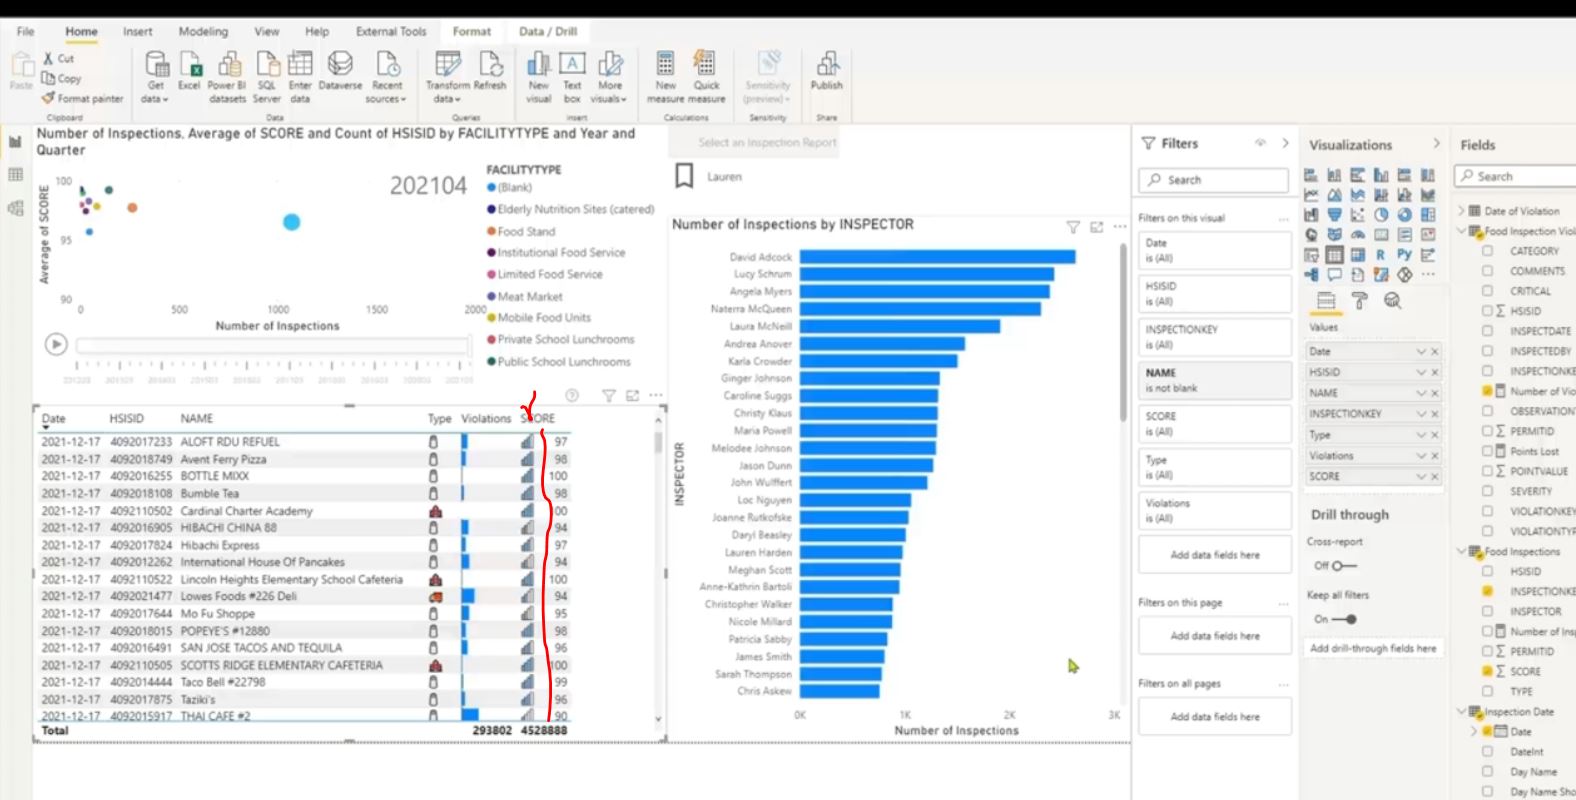 File Home Insert Modeling View Help External Tools Format Data / Drill
Paste
Cut
Copy
Format painter
Get data
Excel
Power BI datasets
SQL Server
Enter data
Dataverse
Recent sources
Transform data
Refresh
New visual
Text box
More visuals
New measure
Quick measure
Sensitivity (preview)
Publish
Clipboard Data Queries Insert Calculations Sensitivity Share
Number of Inspections, Average of SCORE and Count of HSISID by FACILITYTYPE and Year and
Quarter
Average of SCORE
100
95
90
202104
0 500 1000 1500 2000
Number of Inspections
FACILITYTYPE
(Blank)
Elderly Nutrition Sites (catered)
Food Stand
Institutional Food Service
Limited Food Service
Meat Market
Mobile Food Units
Private School Lunchrooms
Public School Lunchrooms
Date HSISID NAME Type Violations SCORE
2021-12-17 4092017233 ALOFT RDU REFUEL 97
2021-12-17 4092018749 Avent Ferry Pizza 98
2021-12-17 4092016255 BOTTLE MIXX 100
2021-12-17 4092018108 Bumble Tea 98
2021-12-17 4092110502 Cardinal Charter Academy 00
2021-12-17 4092016905 HIBACHI CHINA 88 94
2021-12-17 4092017824 Hibachi Express 97
2021-12-17 4092012262 International House Of Pancakes 94
2021-12-17 4092110522 Lincoln Heights Elementary School Cafeteria 100
2021-12-17 4092021477 Lowes Foods #226 Deli 94
2021-12-17 4092017644 Mo Fu Shoppe 95
2021-12-17 4092018015 POPEYE'S #12880 98
2021-12-17 4092016491 SAN JOSE TACOS AND TEQUILA 96
2021-12-17 4092110505 SCOTTS RIDGE ELEMENTARY CAFETERIA 100
2021-12-17 4092014444 Taco Bell #22798 99
2021-12-17 4092017875 Taziki's 96
2021-12-17 4092015917 THAI CAFE #2 90
Total 293802 4528888
Select an Inspection Report
Lauren
Number of Inspections by INSPECTOR
INSPECTOR
David Adcock
Lucy Schrum
Angela Myers
Naterra McQueen
Laura McNeill
Andrea Anover
Karla Crowder
Ginger Johnson
Caroline Suggs
Christy Klaus
Maria Powell
Melodee Johnson
Jason Dunn
John Wulffert
Loc Nguyen
Joanne Rutkofske
Daryl Beasley
Lauren Harden
Meghan Scott
Anne-Kathrin Bartoli
Christopher Walker
Nicole Millard
Patricia Sabby
James Smith
Sarah Thompson
Chris Askew
0K 1K 2K 3K
Number of Inspections
Filters
Search
Filters on this visual
Date
is (All)
HSISID
is (All)
INSPECTIONKEY
is (All)
NAME
is not blank
SCORE
is (All)
Type
is (All)
Violations
is (All)
Add data fields here
Filters on this page
Add data fields here
Filters on all pages
Add data fields here
Visualizations
R Py
Values
Date
HSISID
NAME
INSPECTIONKEY
Type
Violations
SCORE
Drill through
Cross-report
Off
Keep all filters
On
Add drill-through fields here
Fields
Search
Date of Violation
Food Inspection Viol
CATEGORY
COMMENTS
CRITICAL
HSISID
INSPECTDATE
INSPECTEDBY
INSPECTIONKE
Number of Vio
OBSERVATION
PERMITID
Points Lost
POINTVALUE
SEVERITY
VIOLATIONKEY
VIOLATIONTYP
Food Inspections
HSISID
INSPECTIONKE
INSPECTOR
Number of Ins
PERMITID
SCORE
TYPE
Inspection Date
Date
DateInt
Day Name
Day Name Sho